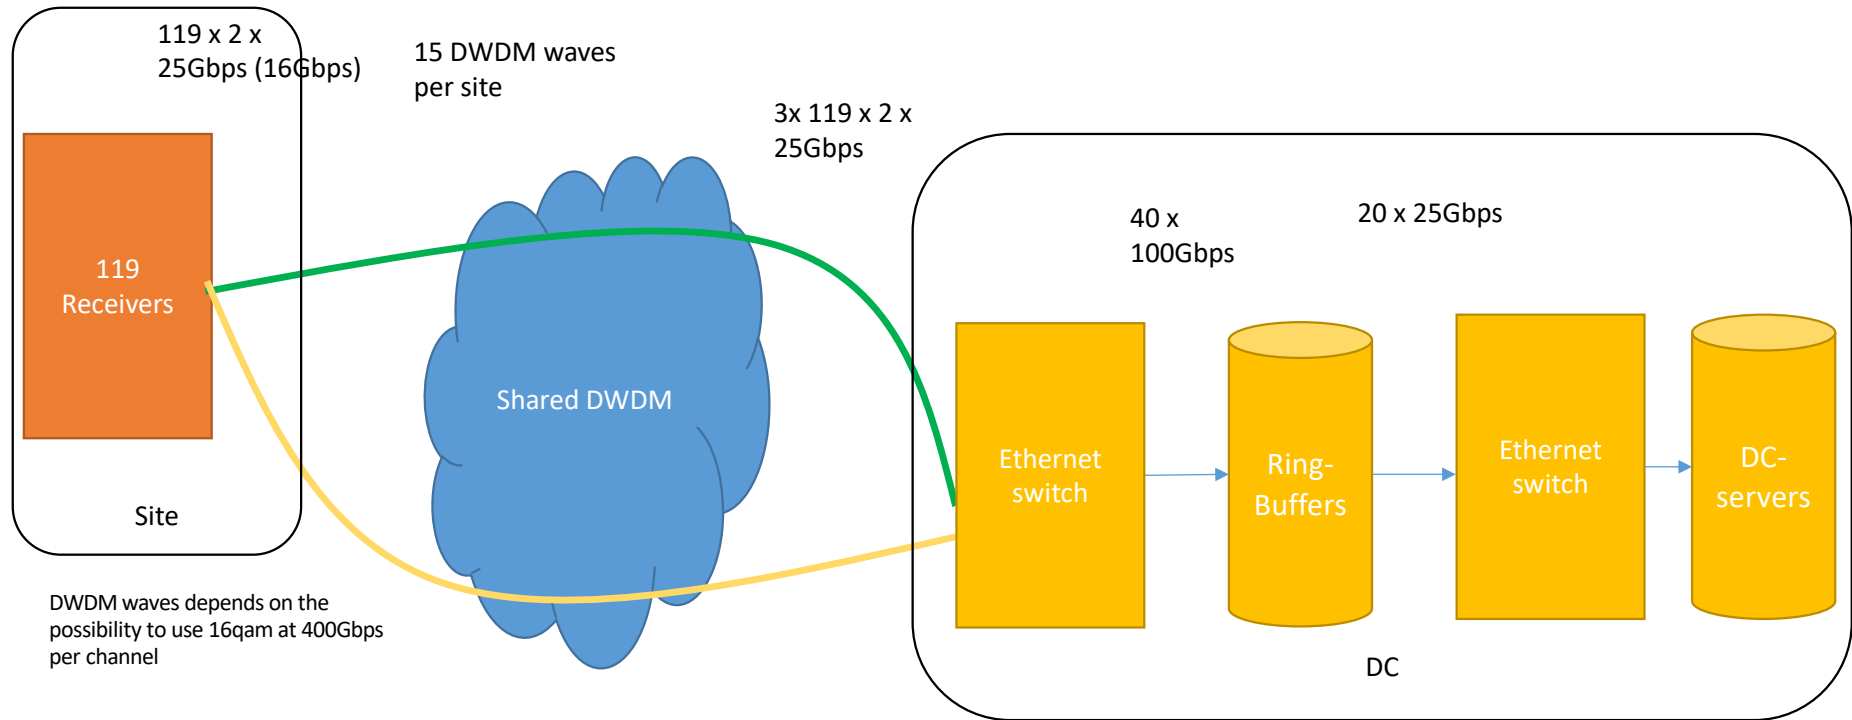 119 x 2 x
25Gbps (16Gbps)
15 DWDM waves
per site
3x 119 x 2 x
25Gbps
40 x
100Gbps
20 x 25Gbps
119
Receivers
Shared DWDM
Ethernet
switch
Ring-
Buffers
Ethernet
switch
DC-
servers
Site
DWDM waves depends on the
possibility to use 16qam at 400Gbps
per channel
DC